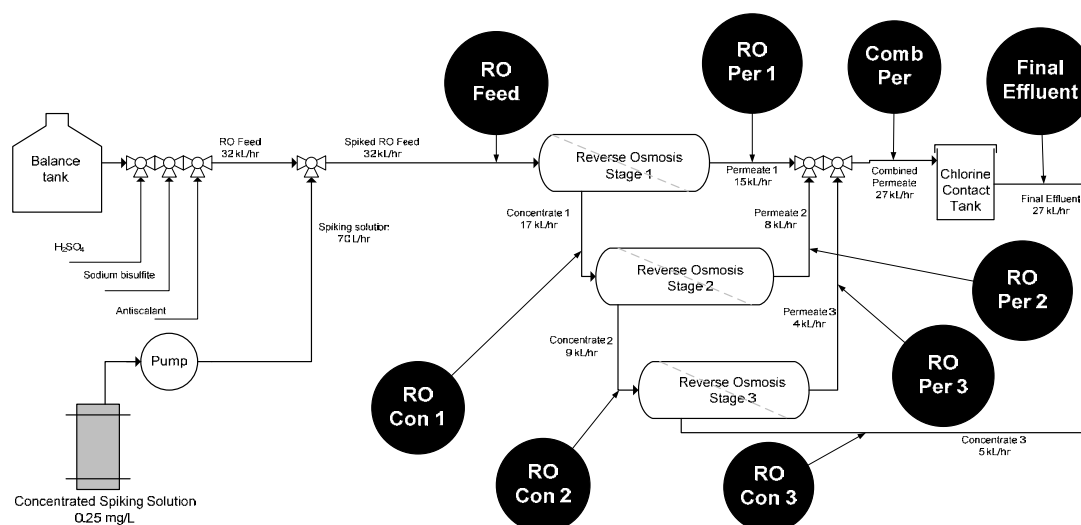 RO
Feed
RO
Per 1
Comb
Per
Final
Effluent
Balance
tank
RO Feed
32 kL/hr
Spiked RO Feed
32 kL/hr
Reverse Osmosis
Stage 1
Permeate 1
15 kL/hr
Combined
Permeate
27 kL/hr
Chlorine
Contact
Tank
Final Effluent
27 kL/hr
H₂SO₄
Sodium bisulfite
Antiscalant
Spiking solution
70L/hr
Concentrate 1
17 kL/hr
Permeate 2
8 kL/hr
Reverse Osmosis
Stage 2
RO
Per 2
Permeate 3
4 kL/hr
Concentrate 2
9 kL/hr
Pump
RO
Con 1
Reverse Osmosis
Stage 3
RO
Per 3
Concentrate 3
5 kL/hr
RO
Con 2
RO
Con 3
Concentrated Spiking Solution
0.25 mg/L